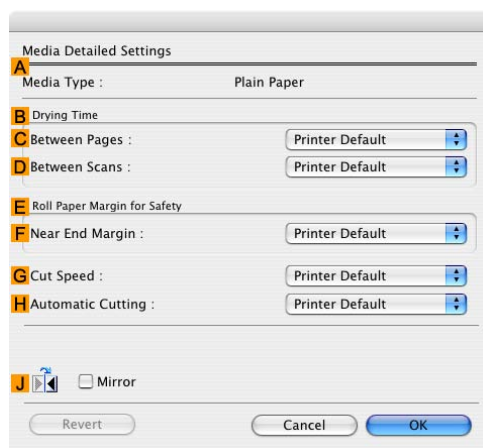 Media Detailed Settings
A
Media Type : Plain Paper
B Drying Time
C Between Pages : Printer Default
D Between Scans : Printer Default
E Roll Paper Margin for Safety
F Near End Margin : Printer Default
G Cut Speed : Printer Default
H Automatic Cutting : Printer Default
J Mirror
Revert Cancel OK